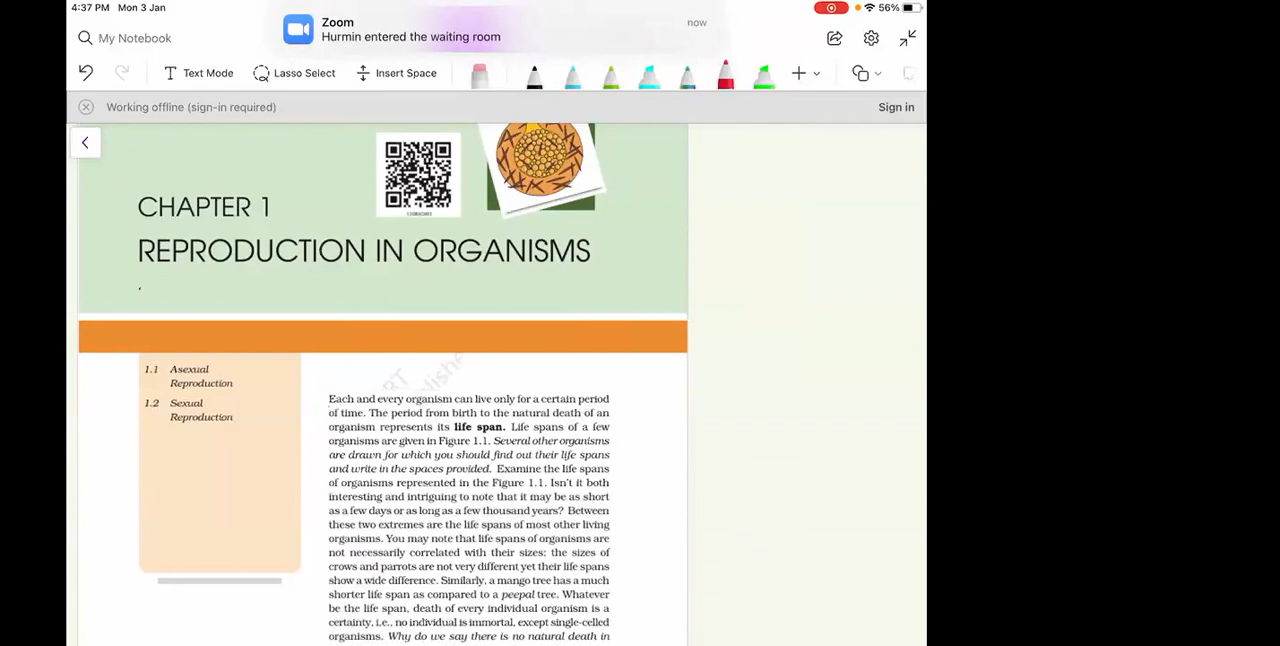 4:37 PM Mon 3 Jan
56%
Zoom
now
Hurmin entered the waiting room
My Notebook
Text Mode
Lasso Select
Insert Space
Working offline (sign-in required)
Sign in
CHAPTER 1
REPRODUCTION IN ORGANISMS
1.1 Asexual
Reproduction
1.2 Sexual
Reproduction
Each and every organism can live only for a certain period
of time. The period from birth to the natural death of an
organism represents its life span. Life spans of a few
organisms are given in Figure 1.1. Several other organisms
are drawn for which you should find out their life spans
and write in the spaces provided. Examine the life spans
of organisms represented in the Figure 1.1. Isn't it both
interesting and intriguing to note that it may be as short
as a few days or as long as a few thousand years? Between
these two extremes are the life spans of most other living
organisms. You may note that life spans of organisms are
not necessarily correlated with their sizes; the sizes of
crows and parrots are not very different yet their life spans
show a wide difference. Similarly, a mango tree has a much
shorter life span as compared to a peepal tree. Whatever
be the life span, death of every individual organism is a
certainty, i.e., no individual is immortal, except single-celled
organisms. Why do we say there is no natural death in